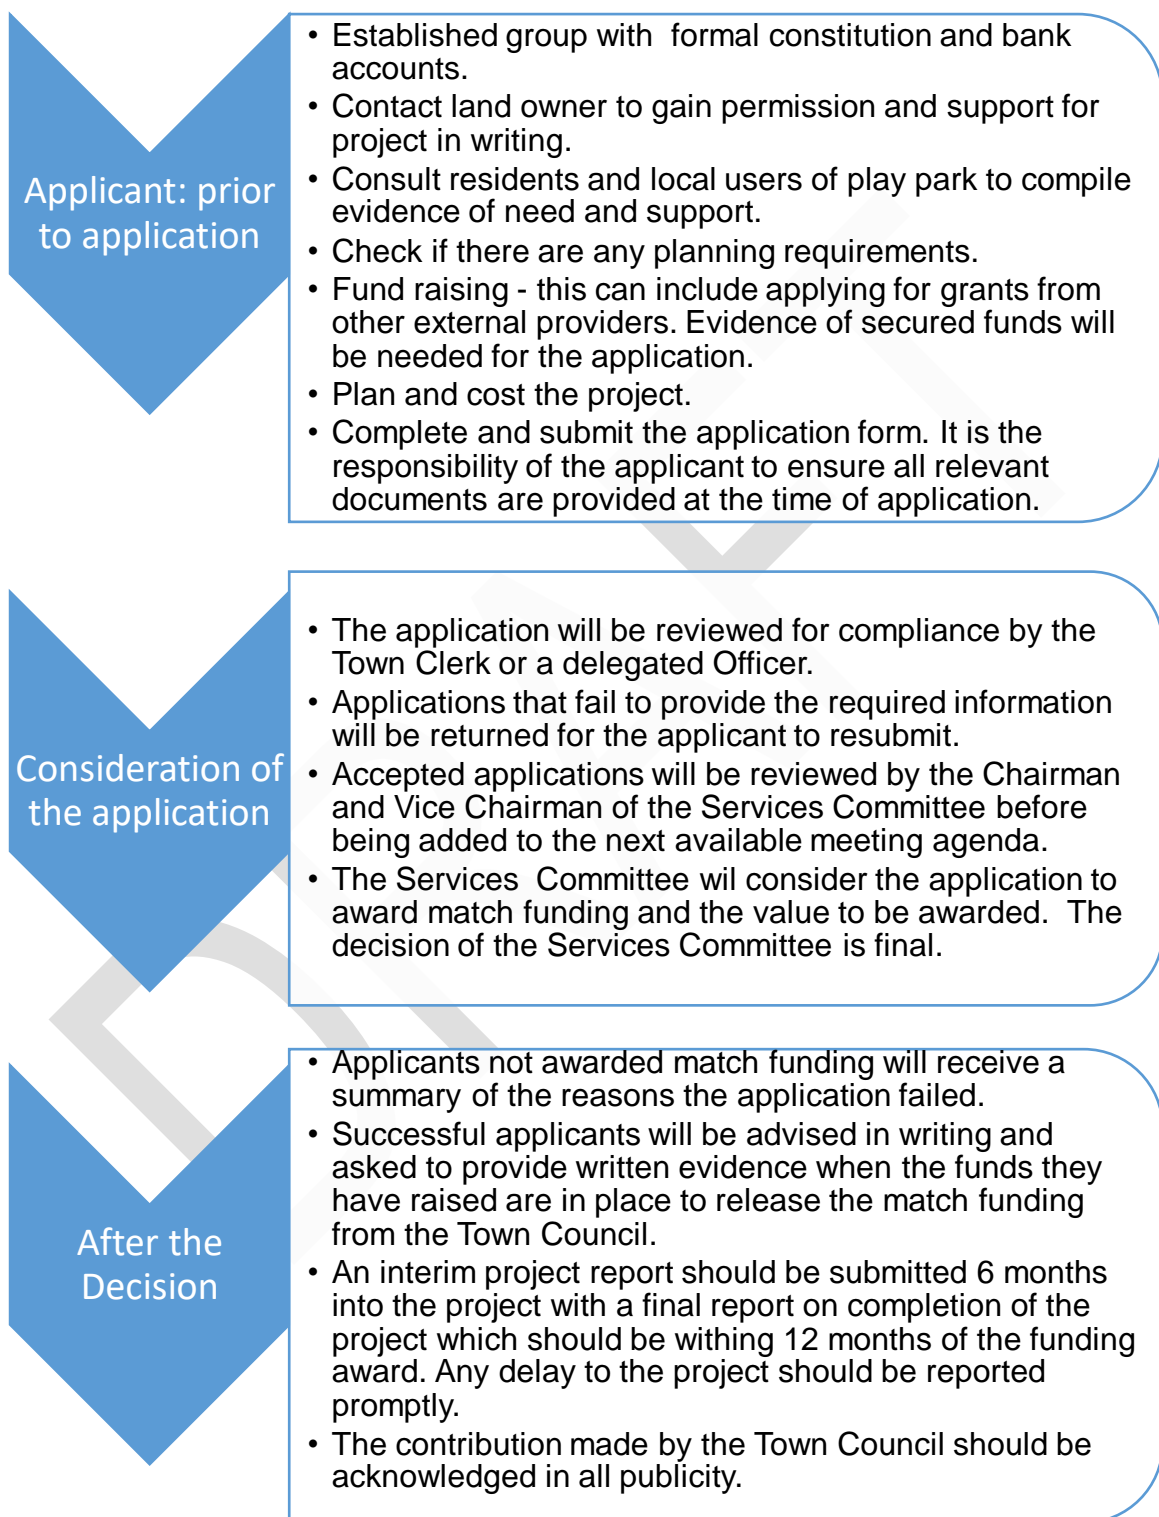 Applicant: prior
to application
• Established group with  formal constitution and bank
accounts.
• Contact land owner to gain permission and support for
project in writing.
• Consult residents and local users of play park to compile
evidence of need and support.
• Check if there are any planning requirements.
• Fund raising - this can include applying for grants from
other external providers. Evidence of secured funds will
be needed for the application.
• Plan and cost the project.
• Complete and submit the application form. It is the
responsibility of the applicant to ensure all relevant
documents are provided at the time of application.
Consideration of
the application
• The application will be reviewed for compliance by the
Town Clerk or a delegated Officer.
• Applications that fail to provide the required information
will be returned for the applicant to resubmit.
• Accepted applications will be reviewed by the Chairman
and Vice Chairman of the Services Committee before
being added to the next available meeting agenda.
• The Services  Committee wil consider the application to
award match funding and the value to be awarded.  The
decision of the Services Committee is final.
After the
Decision
• Applicants not awarded match funding will receive a
summary of the reasons the application failed.
• Successful applicants will be advised in writing and
asked to provide written evidence when the funds they
have raised are in place to release the match funding
from the Town Council.
• An interim project report should be submitted 6 months
into the project with a final report on completion of the
project which should be withing 12 months of the funding
award. Any delay to the project should be reported
promptly.
• The contribution made by the Town Council should be
acknowledged in all publicity.
DRAFT